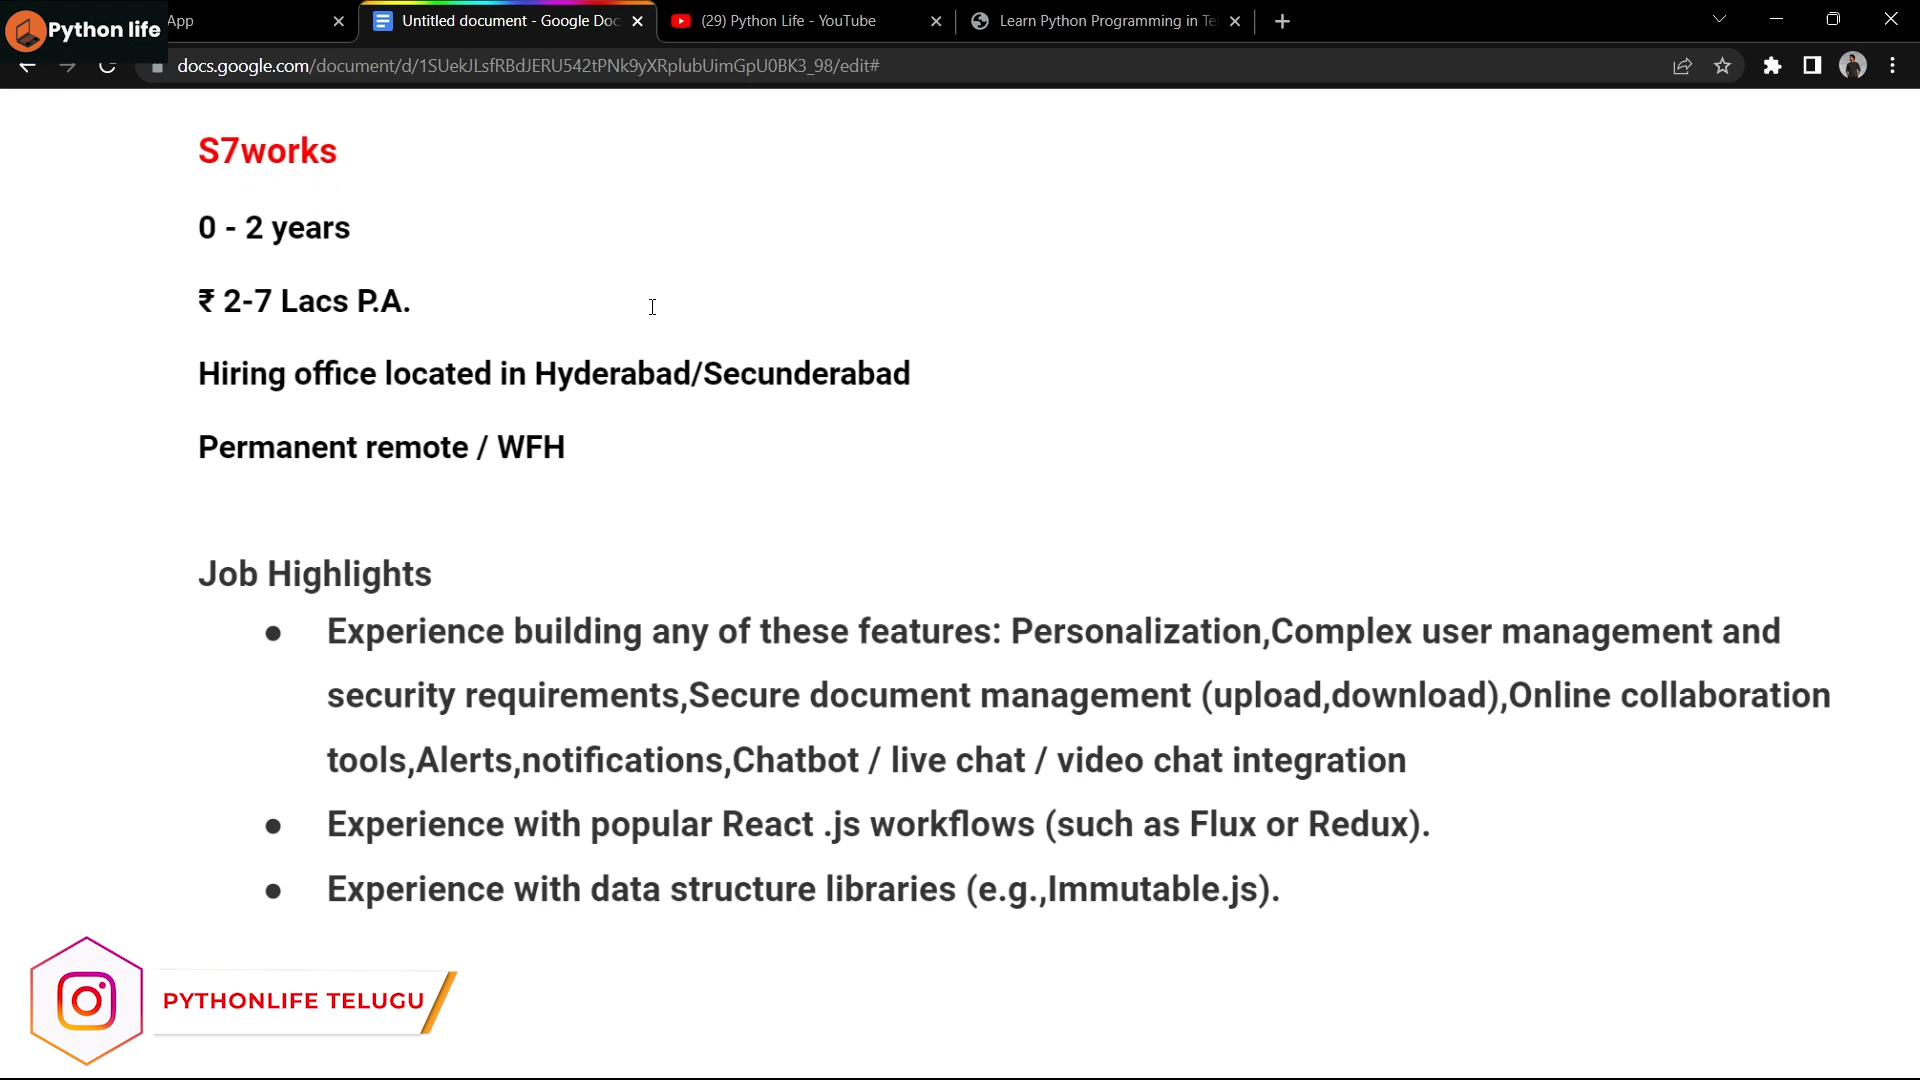 Python life
App
Untitled document - Google Doc
(29) Python Life - YouTube
Learn Python Programming in Te
docs.google.com/document/d/1SUekJLsfRBdJERU542tPNk9yXRplubUimGpU0BK3_98/edit#
S7works
0 - 2 years
₹ 2-7 Lacs P.A.
Hiring office located in Hyderabad/Secunderabad
Permanent remote / WFH
Job Highlights
● Experience building any of these features: Personalization,Complex user management and
security requirements,Secure document management (upload,download),Online collaboration
tools,Alerts,notifications,Chatbot / live chat / video chat integration
● Experience with popular React .js workflows (such as Flux or Redux).
● Experience with data structure libraries (e.g.,Immutable.js).
PYTHONLIFE TELUGU